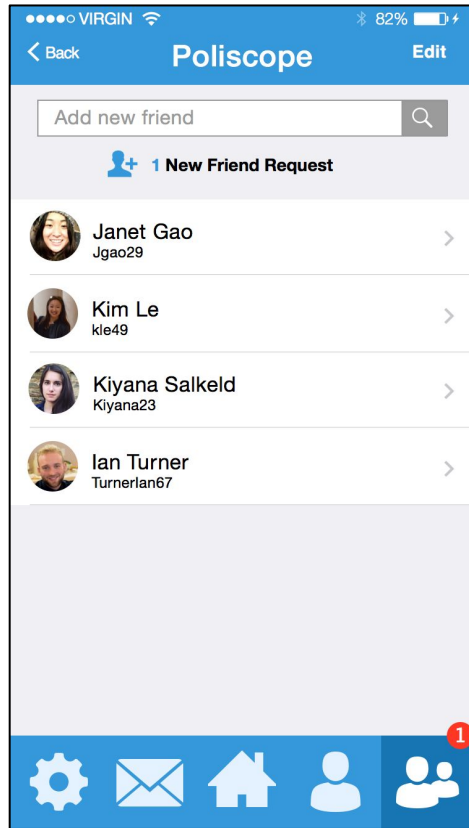 VIRGIN 82%
Back Poliscope Edit
Add new friend
1 New Friend Request
Janet Gao
Jgao29
Kim Le
kle49
Kiyana Salkeld
Kiyana23
Ian Turner
TurnerIan67
1